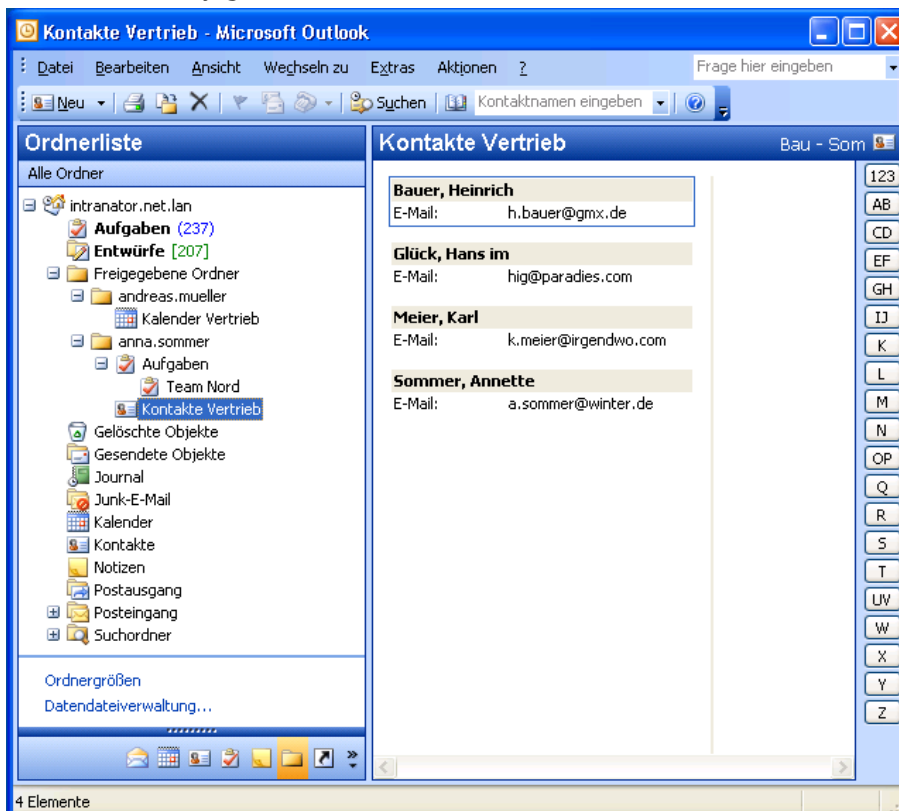 Kontakte Vertrieb - Microsoft Outlook
Datei Bearbeiten Ansicht Wechseln zu Extras Aktionen ? Frage hier eingeben
Neu Suchen Kontaktnamen eingeben
Ordnerliste
Alle Ordner
intranator.net.lan
Aufgaben (237)
Entwürfe [207]
Freigegebene Ordner
andreas.mueller
Kalender Vertrieb
anna.sommer
Aufgaben
Team Nord
Kontakte Vertrieb
Gelöschte Objekte
Gesendete Objekte
Journal
Junk-E-Mail
Kalender
Kontakte
Notizen
Postausgang
Posteingang
Suchordner
Ordnergrößen
Datendateiverwaltung...
Kontakte Vertrieb Bau - Som
Bauer, Heinrich
E-Mail: h.bauer@gmx.de
Glück, Hans im
E-Mail: hig@paradies.com
Meier, Karl
E-Mail: k.meier@irgendwo.com
Sommer, Annette
E-Mail: a.sommer@winter.de
123
AB
CD
EF
GH
IJ
K
L
M
N
OP
Q
R
S
T
UV
W
X
Y
Z
4 Elemente